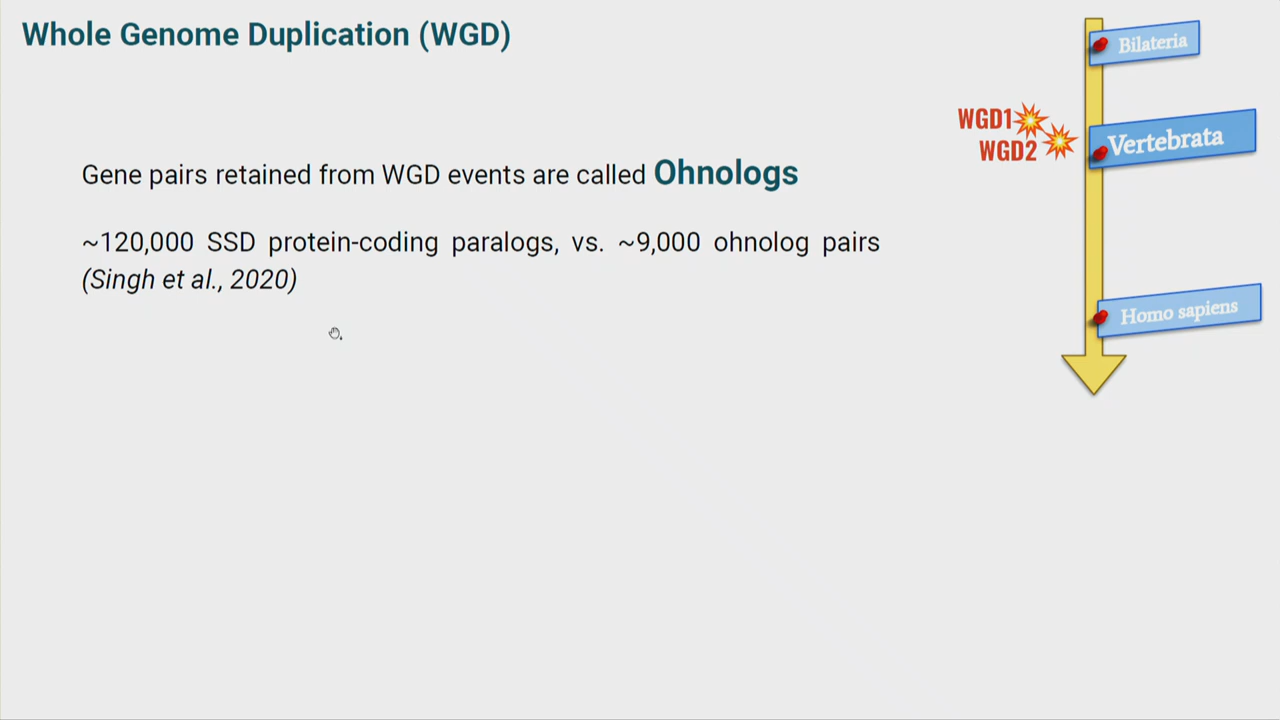 Whole Genome Duplication (WGD)
Bilateria
WGD1
WGD2
Vertebrata
Gene pairs retained from WGD events are called Ohnologs
~120,000 SSD protein-coding paralogs, vs. ~9,000 ohnolog pairs
(Singh et al., 2020)
Homo sapiens